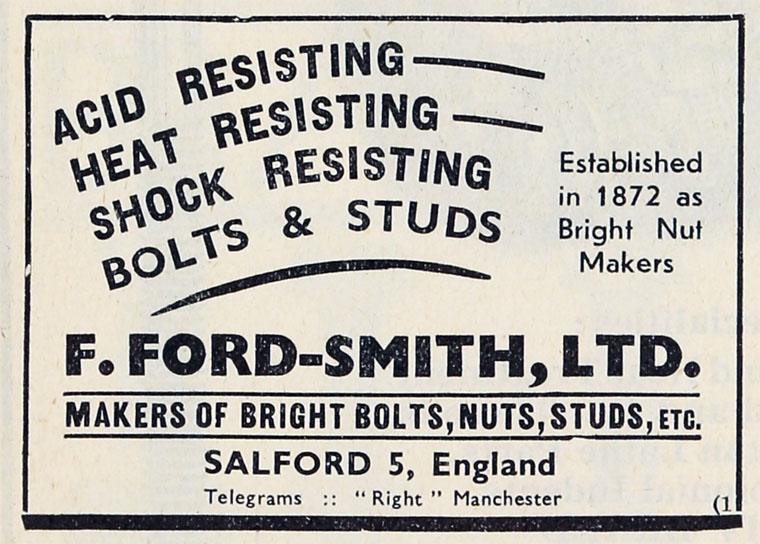 ACID RESISTING
HEAT RESISTING
SHOCK RESISTING
BOLTS & STUDS
Established
in 1872 as
Bright Nut
Makers
F. FORD-SMITH, LTD.
MAKERS OF BRIGHT BOLTS, NUTS, STUDS, ETC.
SALFORD 5, England
Telegrams :: "Right" Manchester
(1